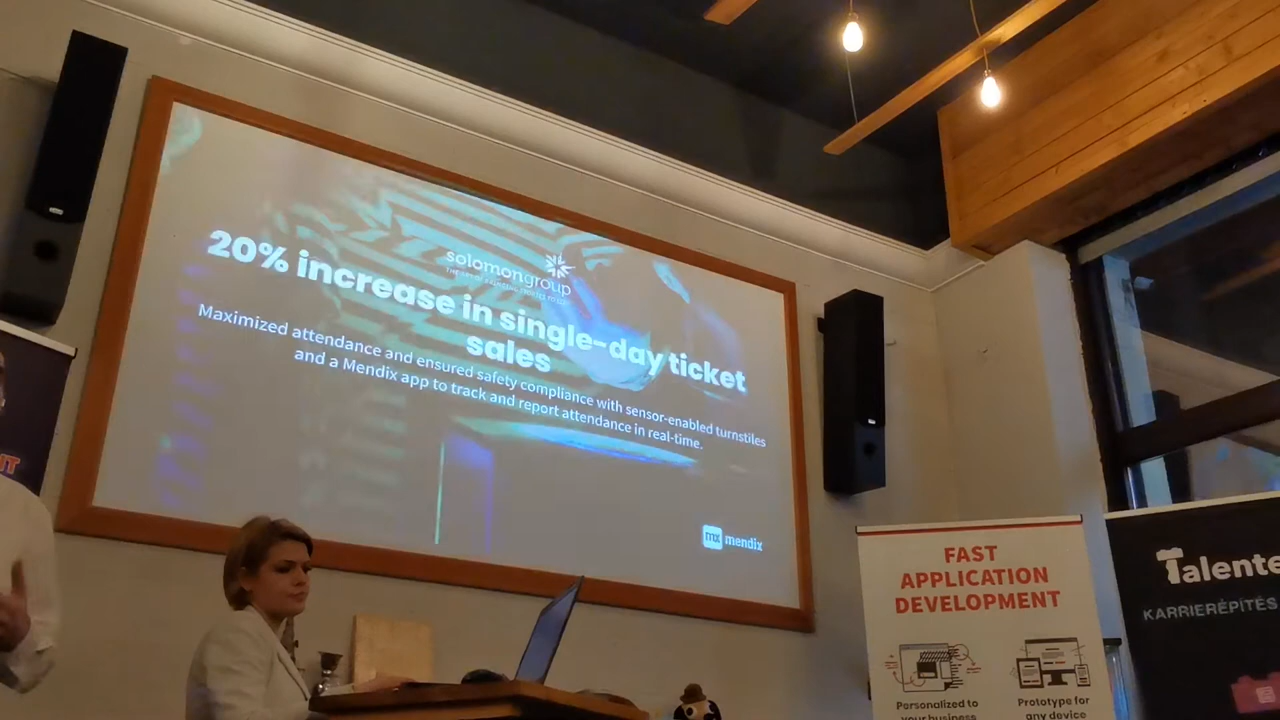 solomongroup
20% increase in single-day ticket
sales
Maximized attendance and ensured safety compliance with sensor-enabled turnstiles
and a Mendix app to track and report attendance in real-time.
mx mendix
FAST
APPLICATION
DEVELOPMENT
Personalized to
your business
Prototype for
any device
Talente
KARRIERÉPÍTÉS